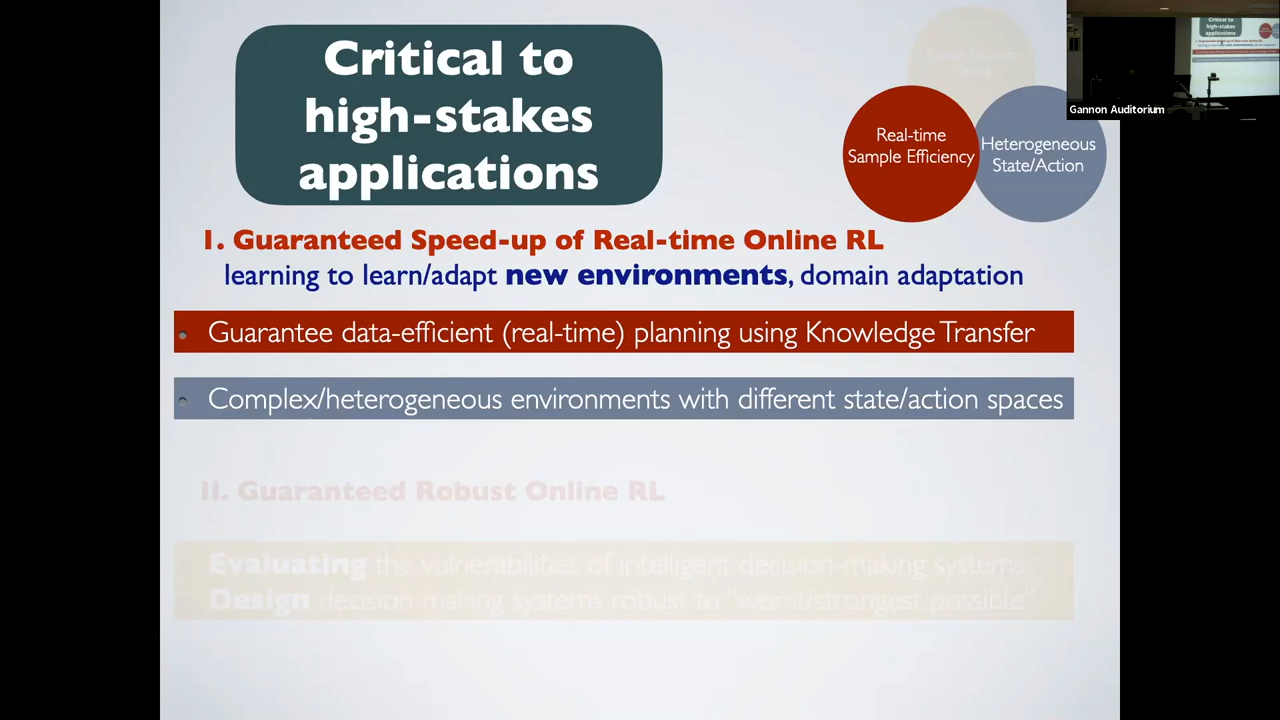 Critical to
high-stakes
applications
Real-time
Sample Efficiency
Heterogeneous
State/Action
Gannon Auditorium
I. Guaranteed Speed-up of Real-time Online RL
learning to learn/adapt new environments, domain adaptation
Guarantee data-efficient (real-time) planning using Knowledge Transfer
Complex/heterogeneous environments with different state/action spaces
II. Guaranteed Robust Online RL
Evaluating the vulnerabilities of intelligent decision-making systems
Design decision making systems robust to "worst/strongest possible"